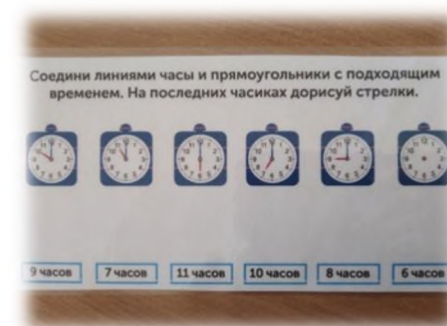 Соедини линиями часы и прямоугольники с подходящим
временем. На последних часиках дорисуй стрелки.
9 часов 7 часов 11 часов 10 часов 8 часов 6 часов